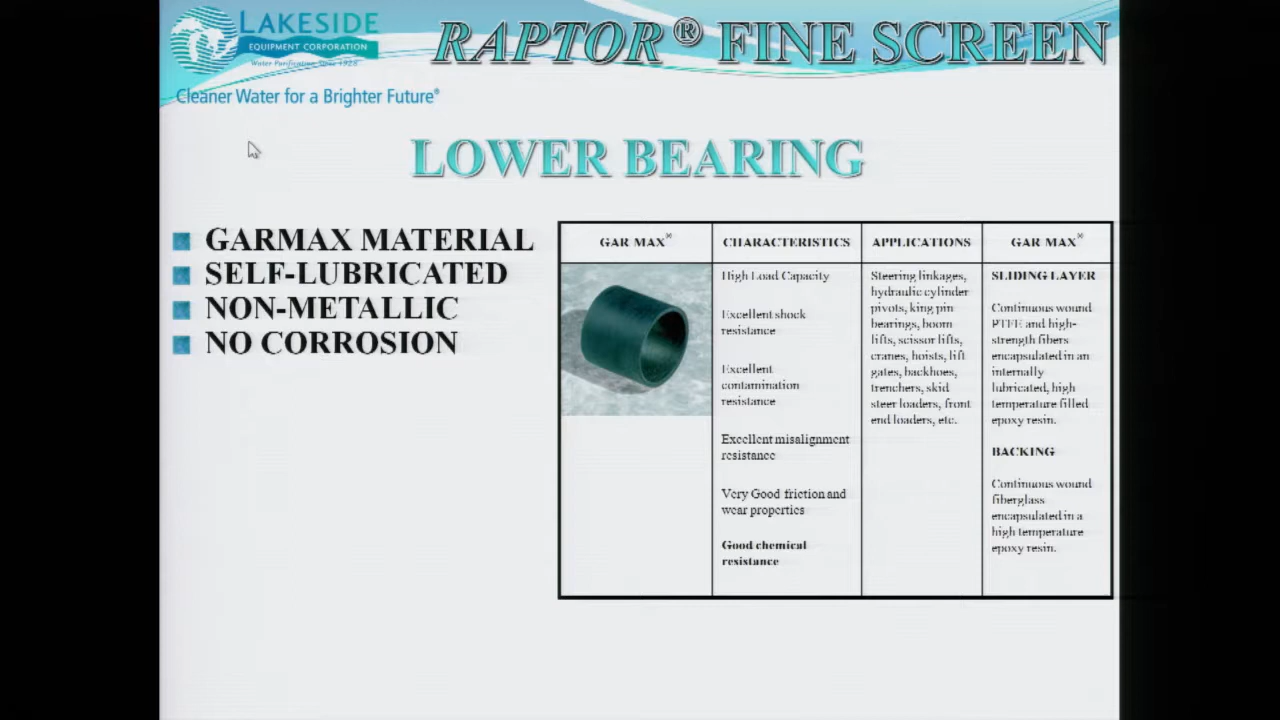 LAKESIDE
EQUIPMENT CORPORATION
Water Purification Since 1928
Cleaner Water for a Brighter Future®
RAPTOR® FINE SCREEN
LOWER BEARING
GARMAX MATERIAL
SELF-LUBRICATED
NON-METALLIC
NO CORROSION
GAR MAX®
CHARACTERISTICS
High Load Capacity
Excellent shock
resistance
Excellent
contamination
resistance
Excellent misalignment
resistance
Very Good friction and
wear properties
Good chemical
resistance
APPLICATIONS
Steering linkages,
hydraulic cylinder
pivots, king pin
bearings, boom
lifts, scissor lifts,
cranes, hoists, lift
gates, backhoes,
trenchers, skid
steer loaders, front
end loaders, etc.
GAR MAX®
SLIDING LAYER
Continuous wound
PTFE and high-
strength fibers
encapsulated in an
internally
lubricated, high
temperature filled
epoxy resin.
BACKING
Continuous wound
fiberglass
encapsulated in a
high temperature
epoxy resin.